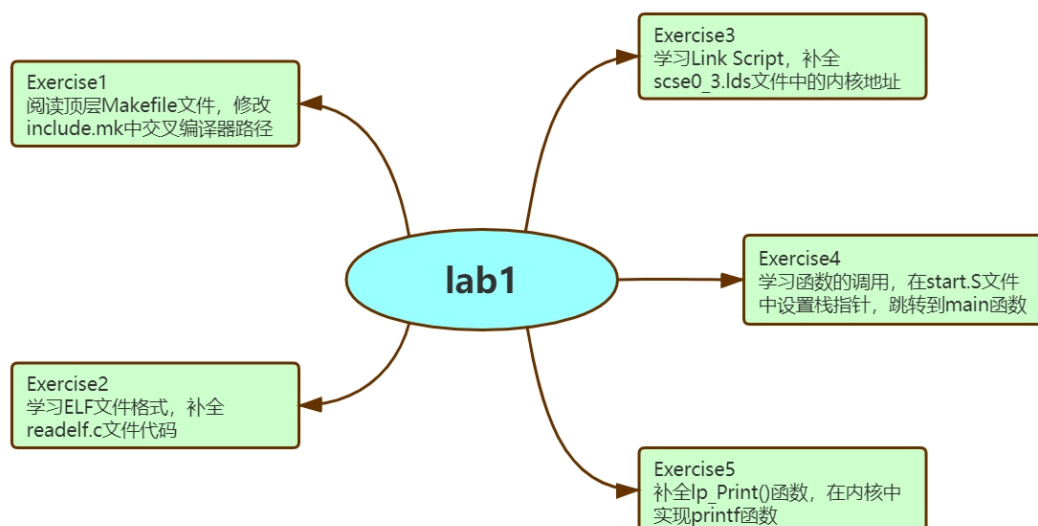 Exercise1
阅读顶层Makefile文件，修改
include.mk中交叉编译器路径
Exercise2
学习ELF文件格式，补全
readelf.c文件代码
lab1
Exercise3
学习Link Script，补全
scse0_3.lds文件中的内核地址
Exercise4
学习函数的调用，在start.S文件
中设置栈指针，跳转到main函数
Exercise5
补全lp_Print()函数，在内核中
实现printf函数